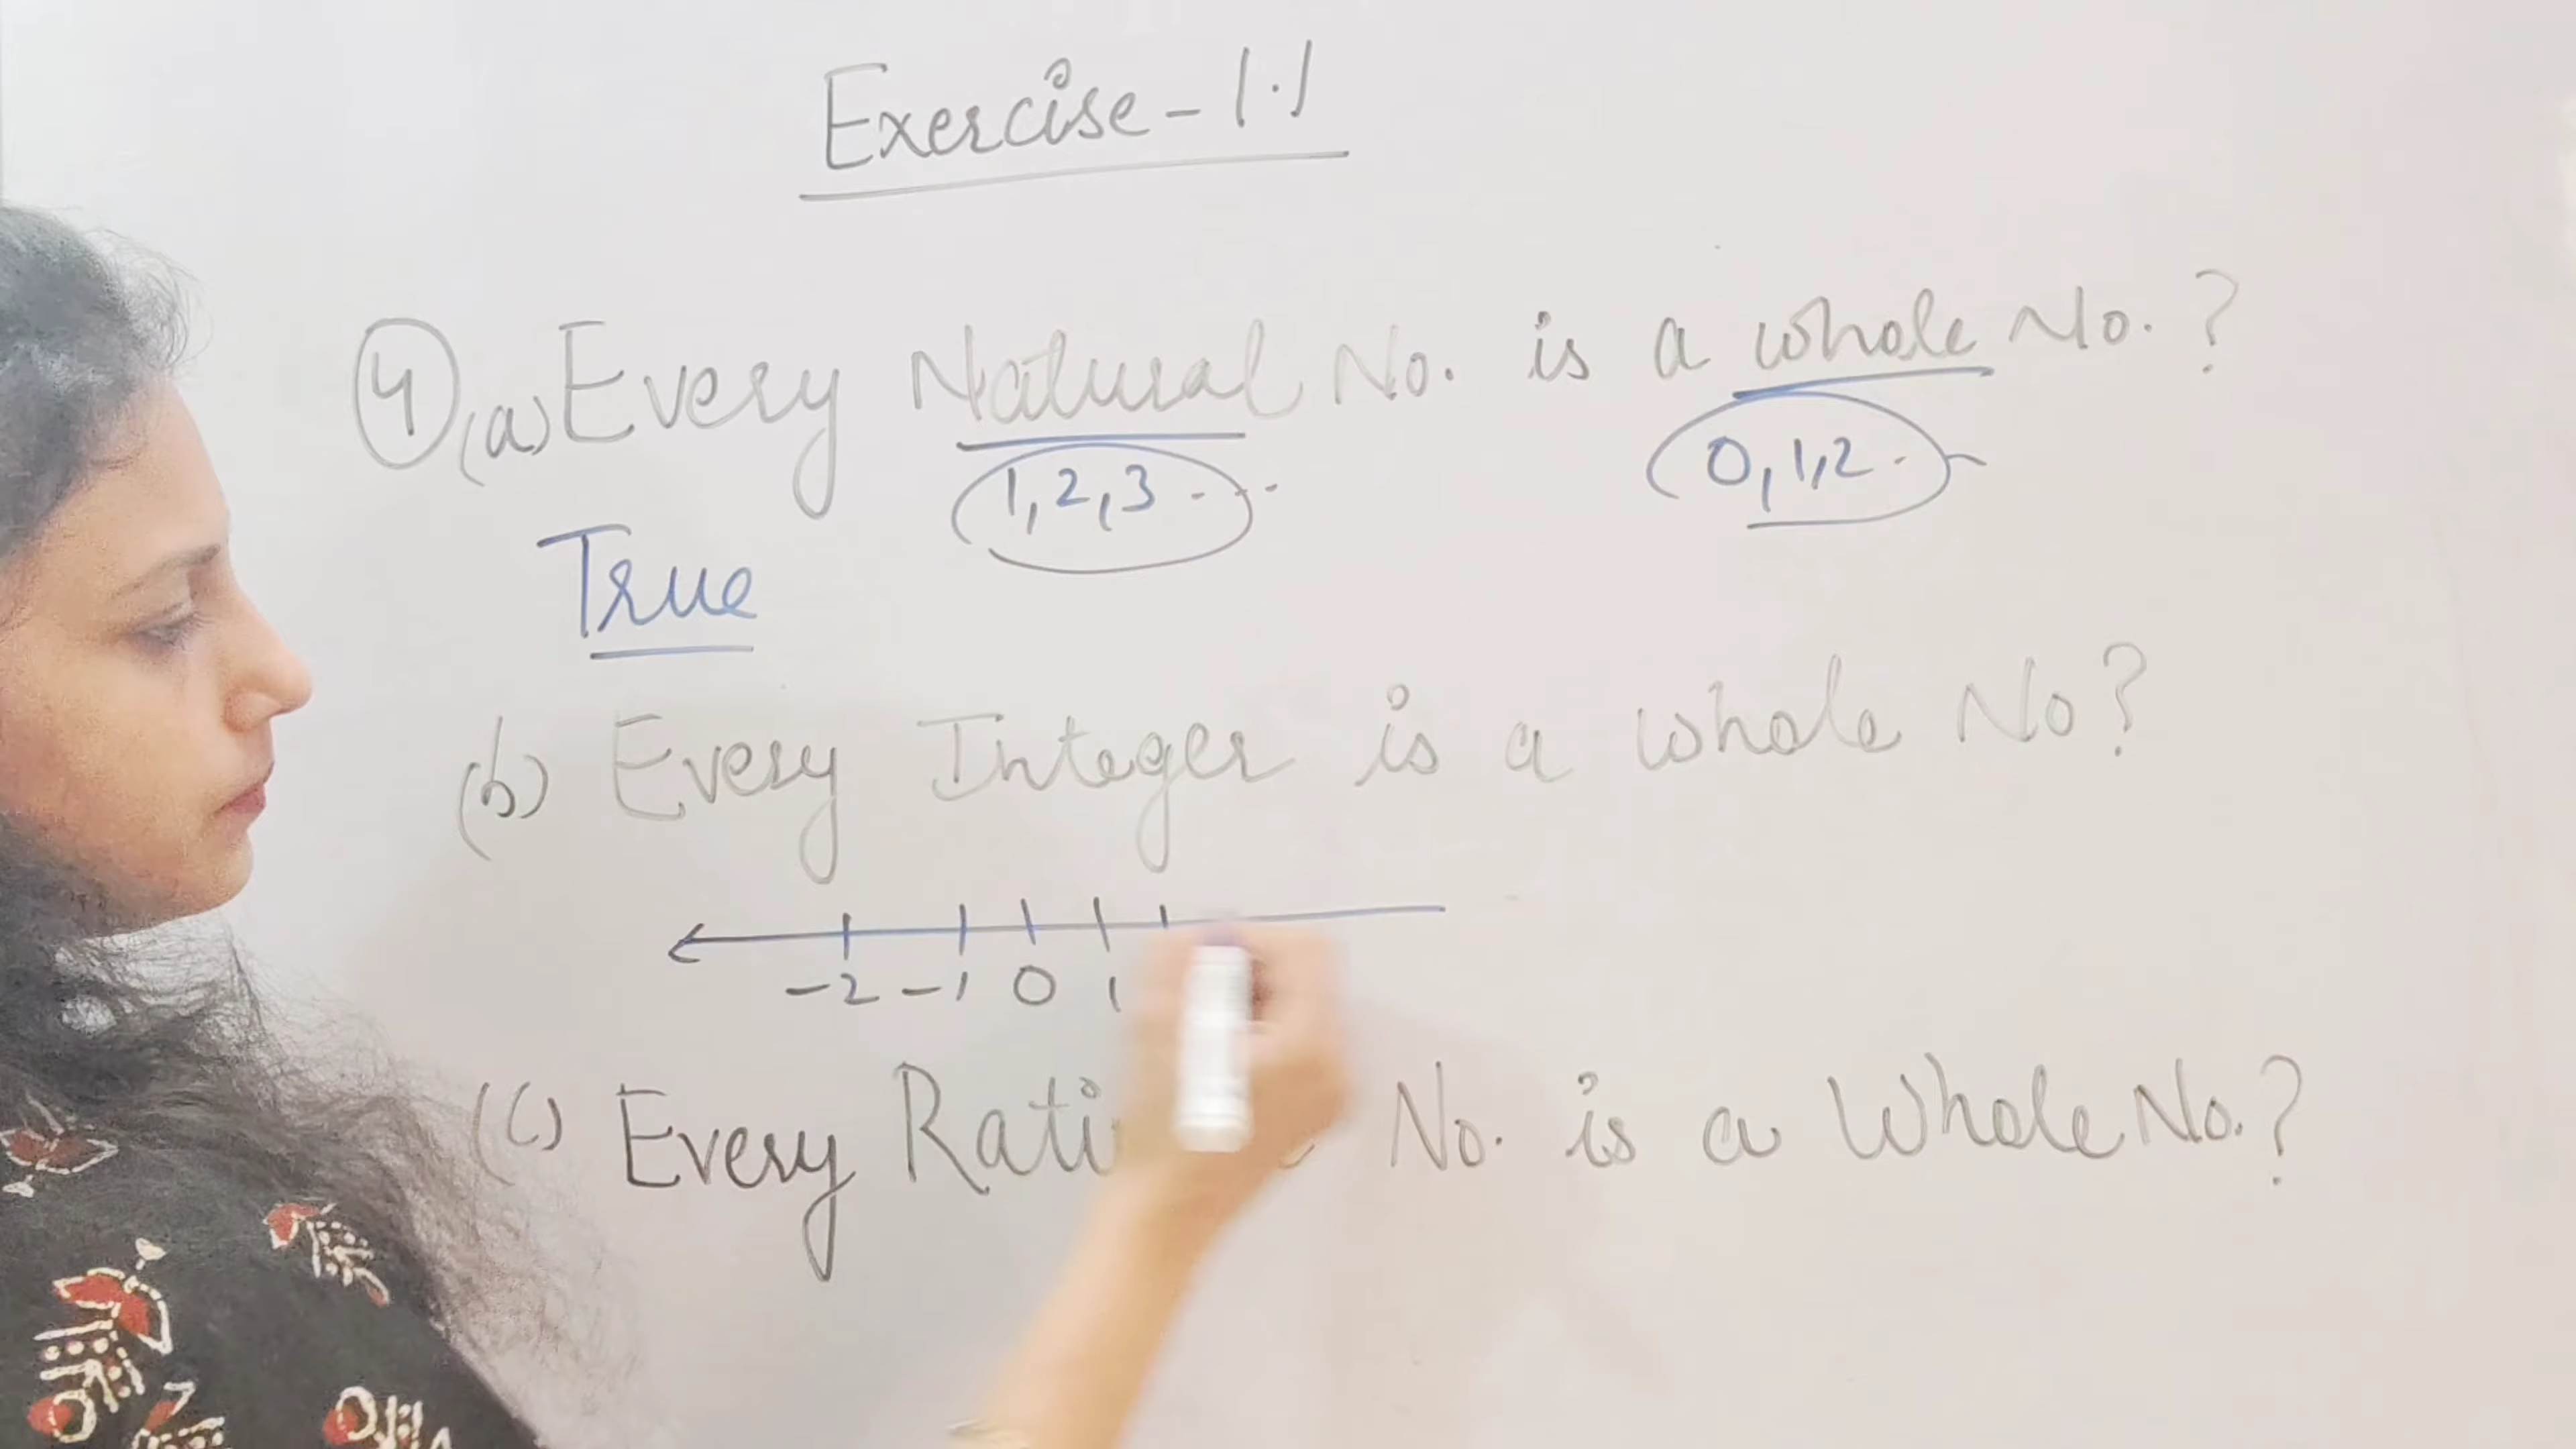 Exercise - 1.1
4 (a) Every Natural No. is a whole No. ?
1, 2, 3 . . .
0, 1, 2 . -
True
(b) Every Integer is a whole No?
-2 -1 0 1
(c) Every No. is a Whole No. ?